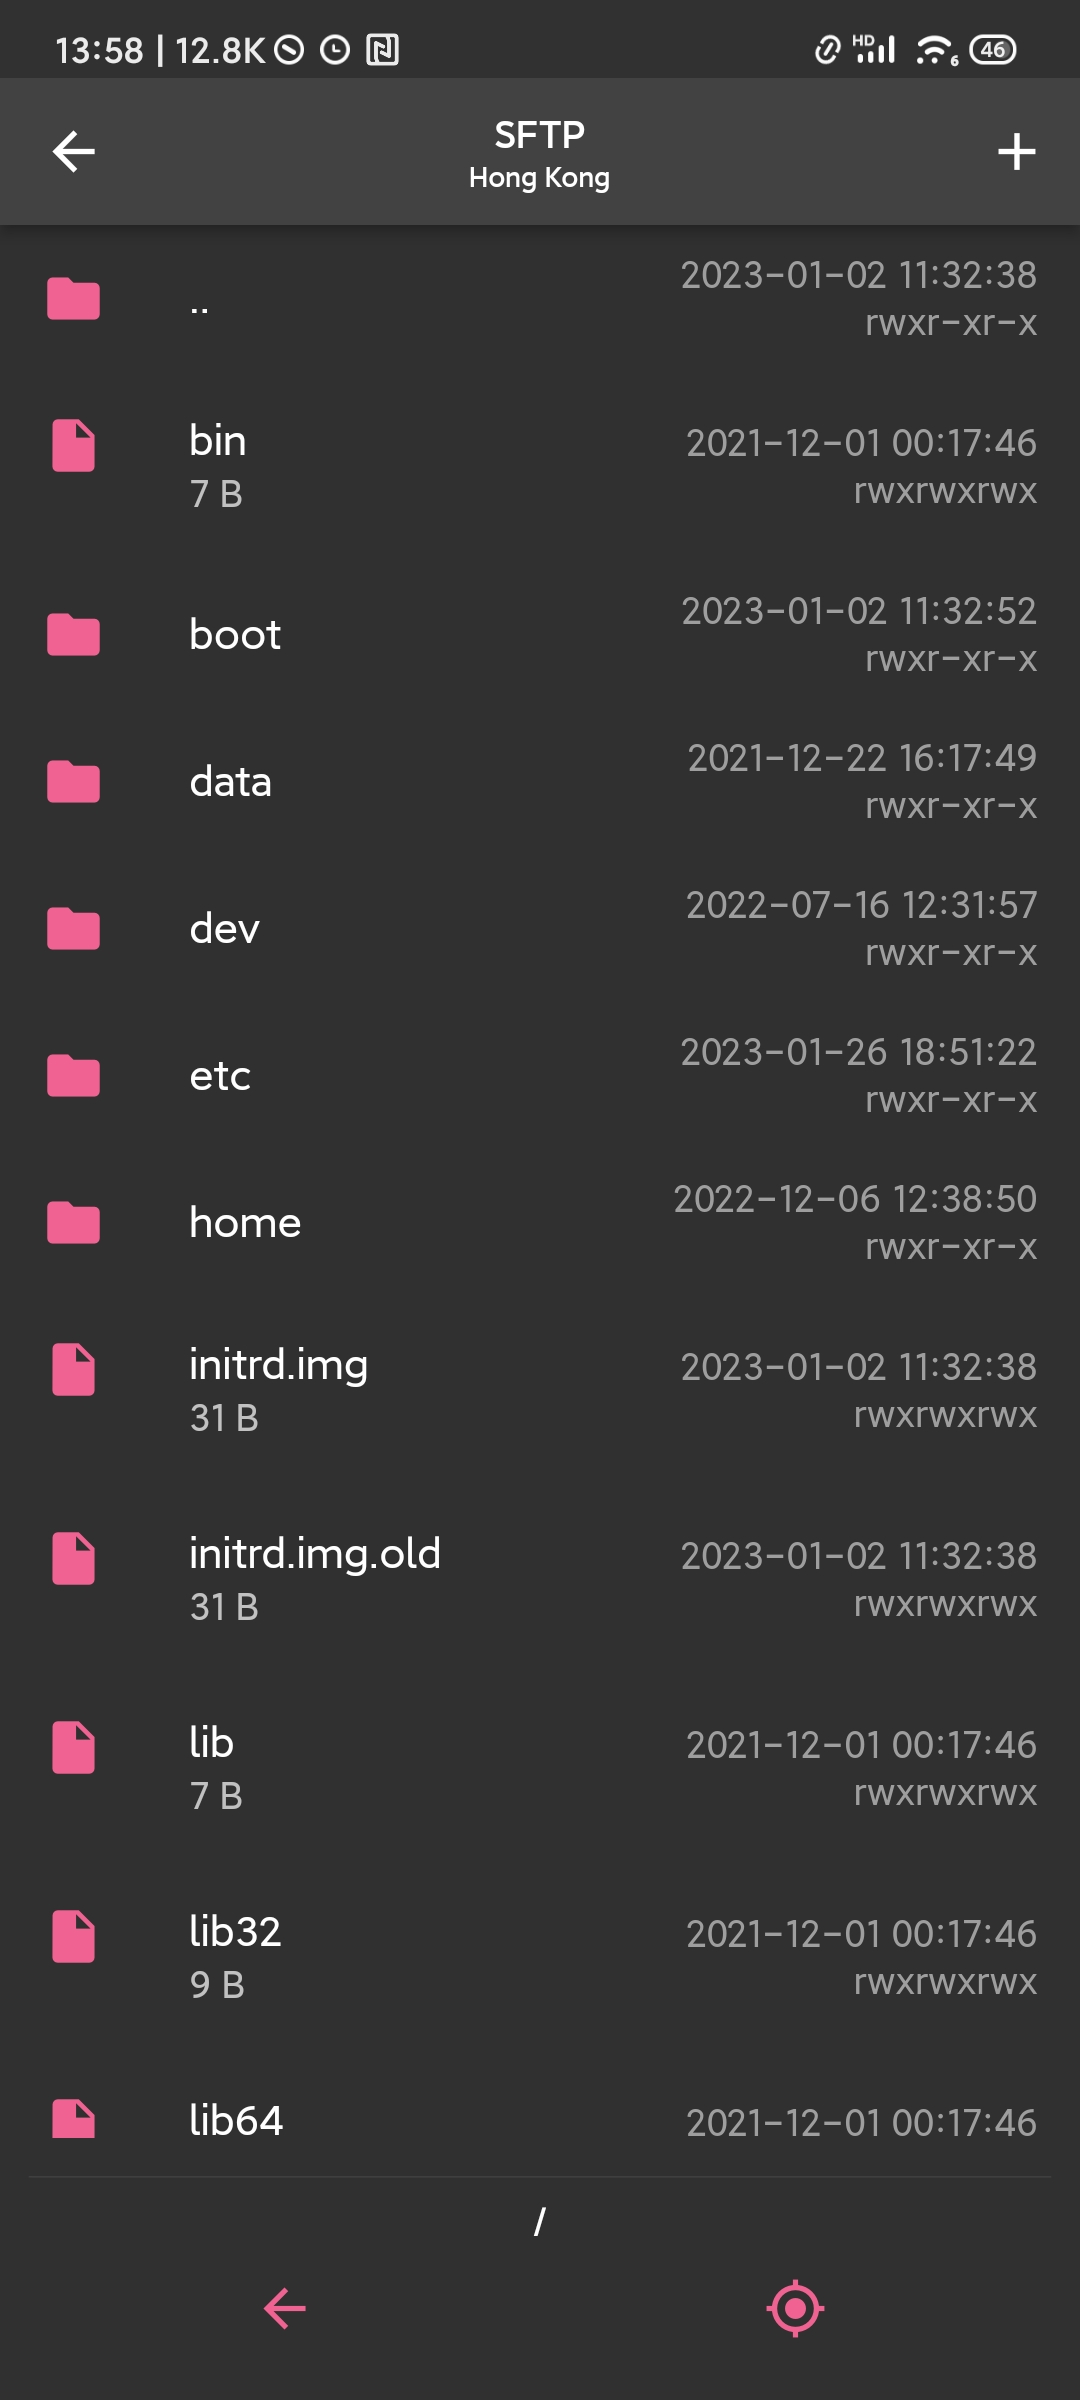 13:58 | 12.8K
HD
6
46
SFTP
Hong Kong
..
2023-01-02 11:32:38
rwxr-xr-x
bin
7 B
2021-12-01 00:17:46
rwxrwxrwx
boot
2023-01-02 11:32:52
rwxr-xr-x
data
2021-12-22 16:17:49
rwxr-xr-x
dev
2022-07-16 12:31:57
rwxr-xr-x
etc
2023-01-26 18:51:22
rwxr-xr-x
home
2022-12-06 12:38:50
rwxr-xr-x
initrd.img
31 B
2023-01-02 11:32:38
rwxrwxrwx
initrd.img.old
31 B
2023-01-02 11:32:38
rwxrwxrwx
lib
7 B
2021-12-01 00:17:46
rwxrwxrwx
lib32
9 B
2021-12-01 00:17:46
rwxrwxrwx
lib64
2021-12-01 00:17:46
/